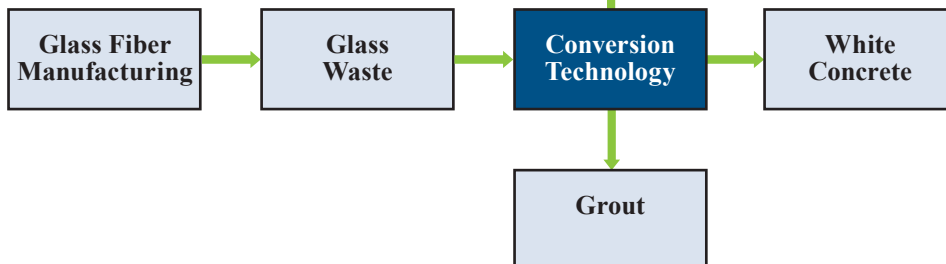 Glass Fiber
Manufacturing
Glass
Waste
Conversion
Technology
White
Concrete
Grout